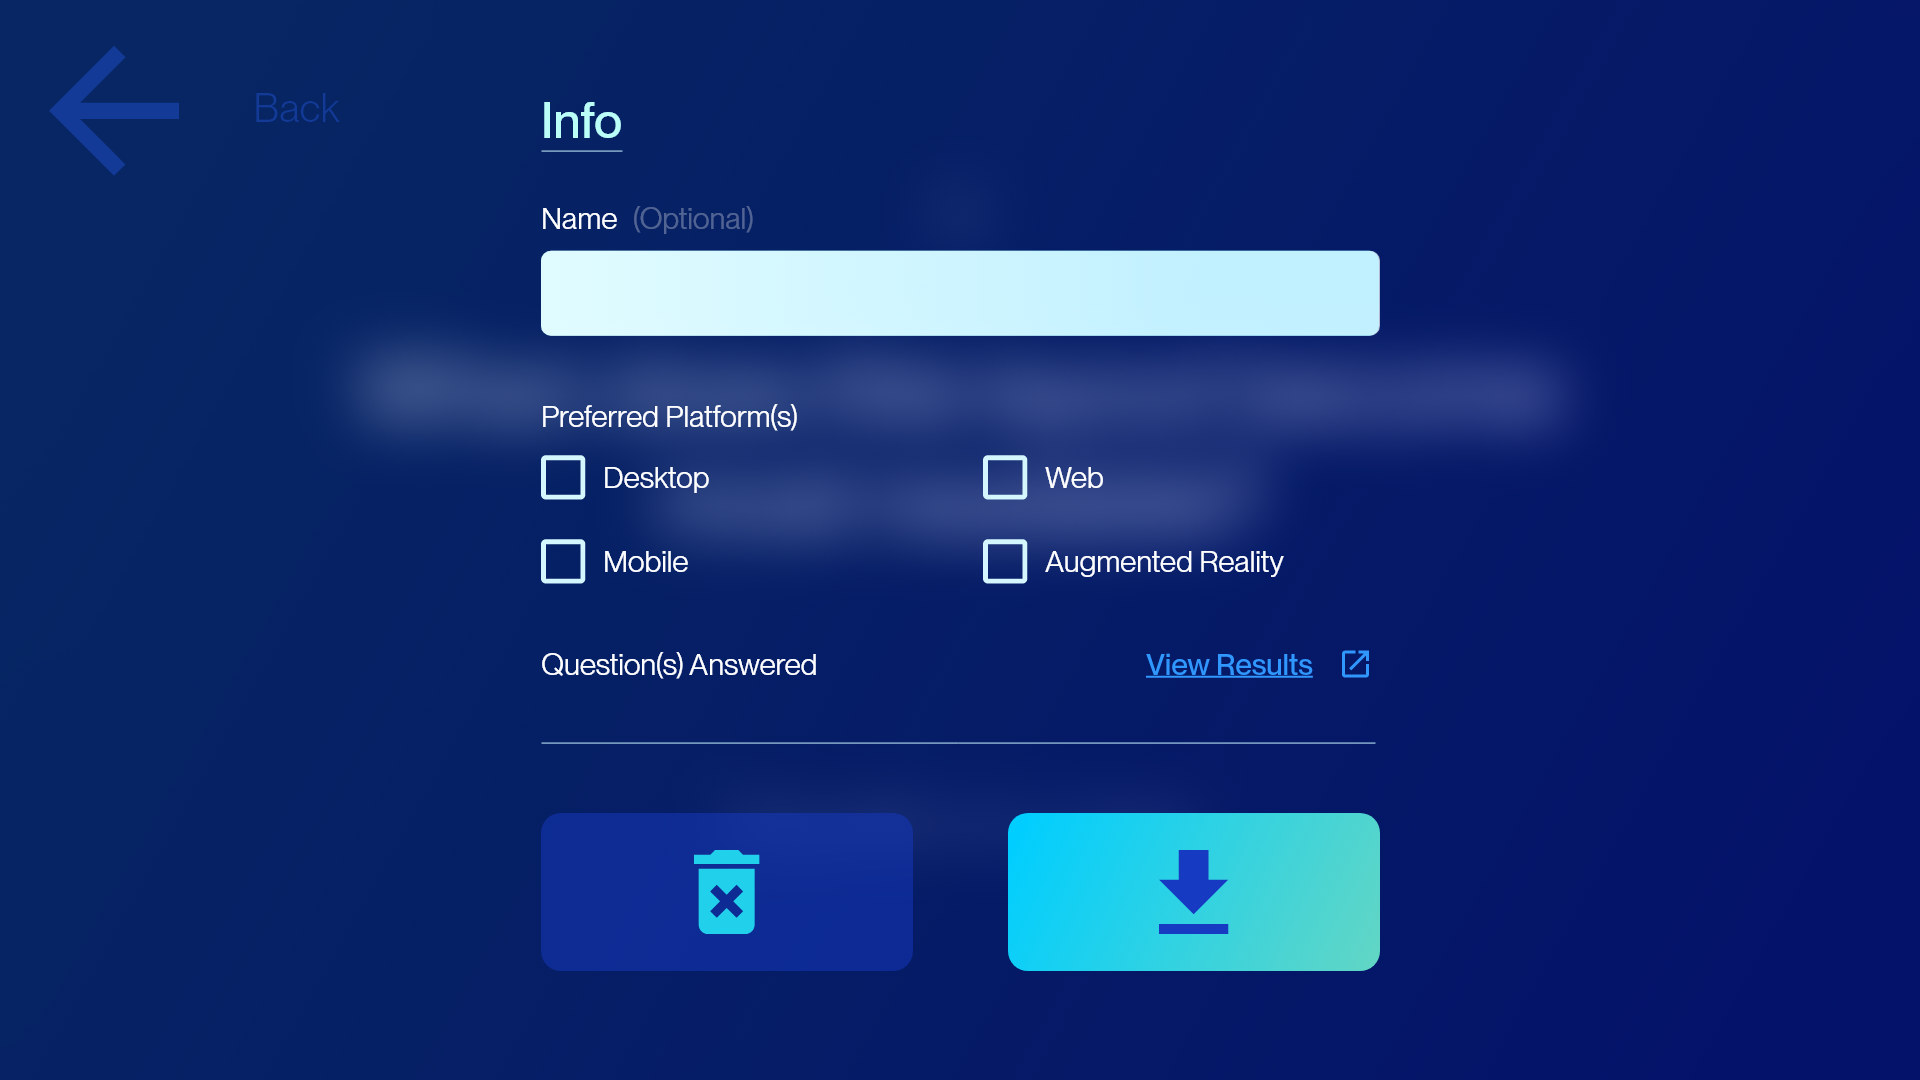 Back
Info
Name (Optional)
Preferred Platform(s)
Desktop
Web
Mobile
Augmented Reality
Question(s) Answered
View Results